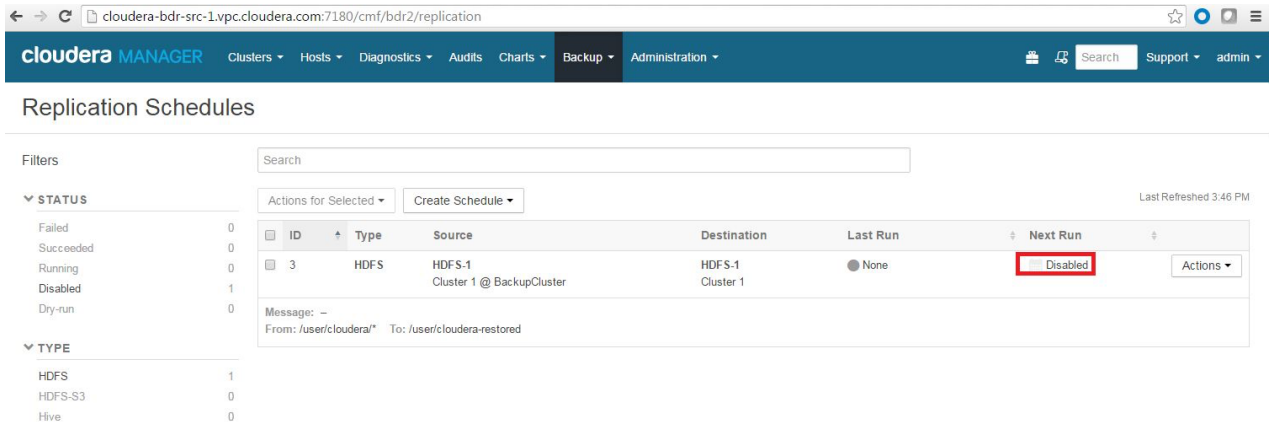 cloudera-bdr-src-1.vpc.cloudera.com:7180/cmf/bdr2/replication
cloudera MANAGER Clusters Hosts Diagnostics Audits Charts Backup Administration Search Support admin
Replication Schedules
Filters Search
STATUS Actions for Selected Create Schedule Last Refreshed 3:46 PM
Failed 0
Succeeded 0
Running 0
Disabled 1
Dry-run 0
ID Type Source Destination Last Run Next Run
3 HDFS HDFS-1 HDFS-1 None Disabled Actions
Cluster 1 @ BackupCluster Cluster 1
Message: –
From: /user/cloudera/* To: /user/cloudera-restored
TYPE
HDFS 1
HDFS-S3 0
Hive 0